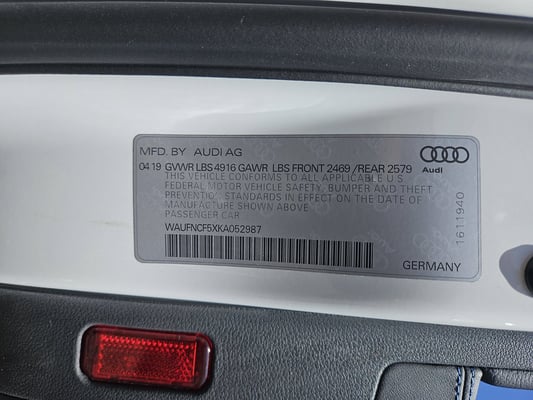 MFD. BY AUDI AG
04 19 GVWR LBS 4916 GAWR LBS FRONT 2469 /REAR 2579
THIS VEHICLE CONFORMS TO ALL APPLICABLE U.S.
FEDERAL MOTOR VEHICLE SAFETY, BUMPER AND THEFT
PREVENTION STANDARDS IN EFFECT ON THE DATE OF
MANUFACTURE SHOWN ABOVE
PASSENGER CAR
WAUFNCF5XKA052987
Audi
1611940
GERMANY